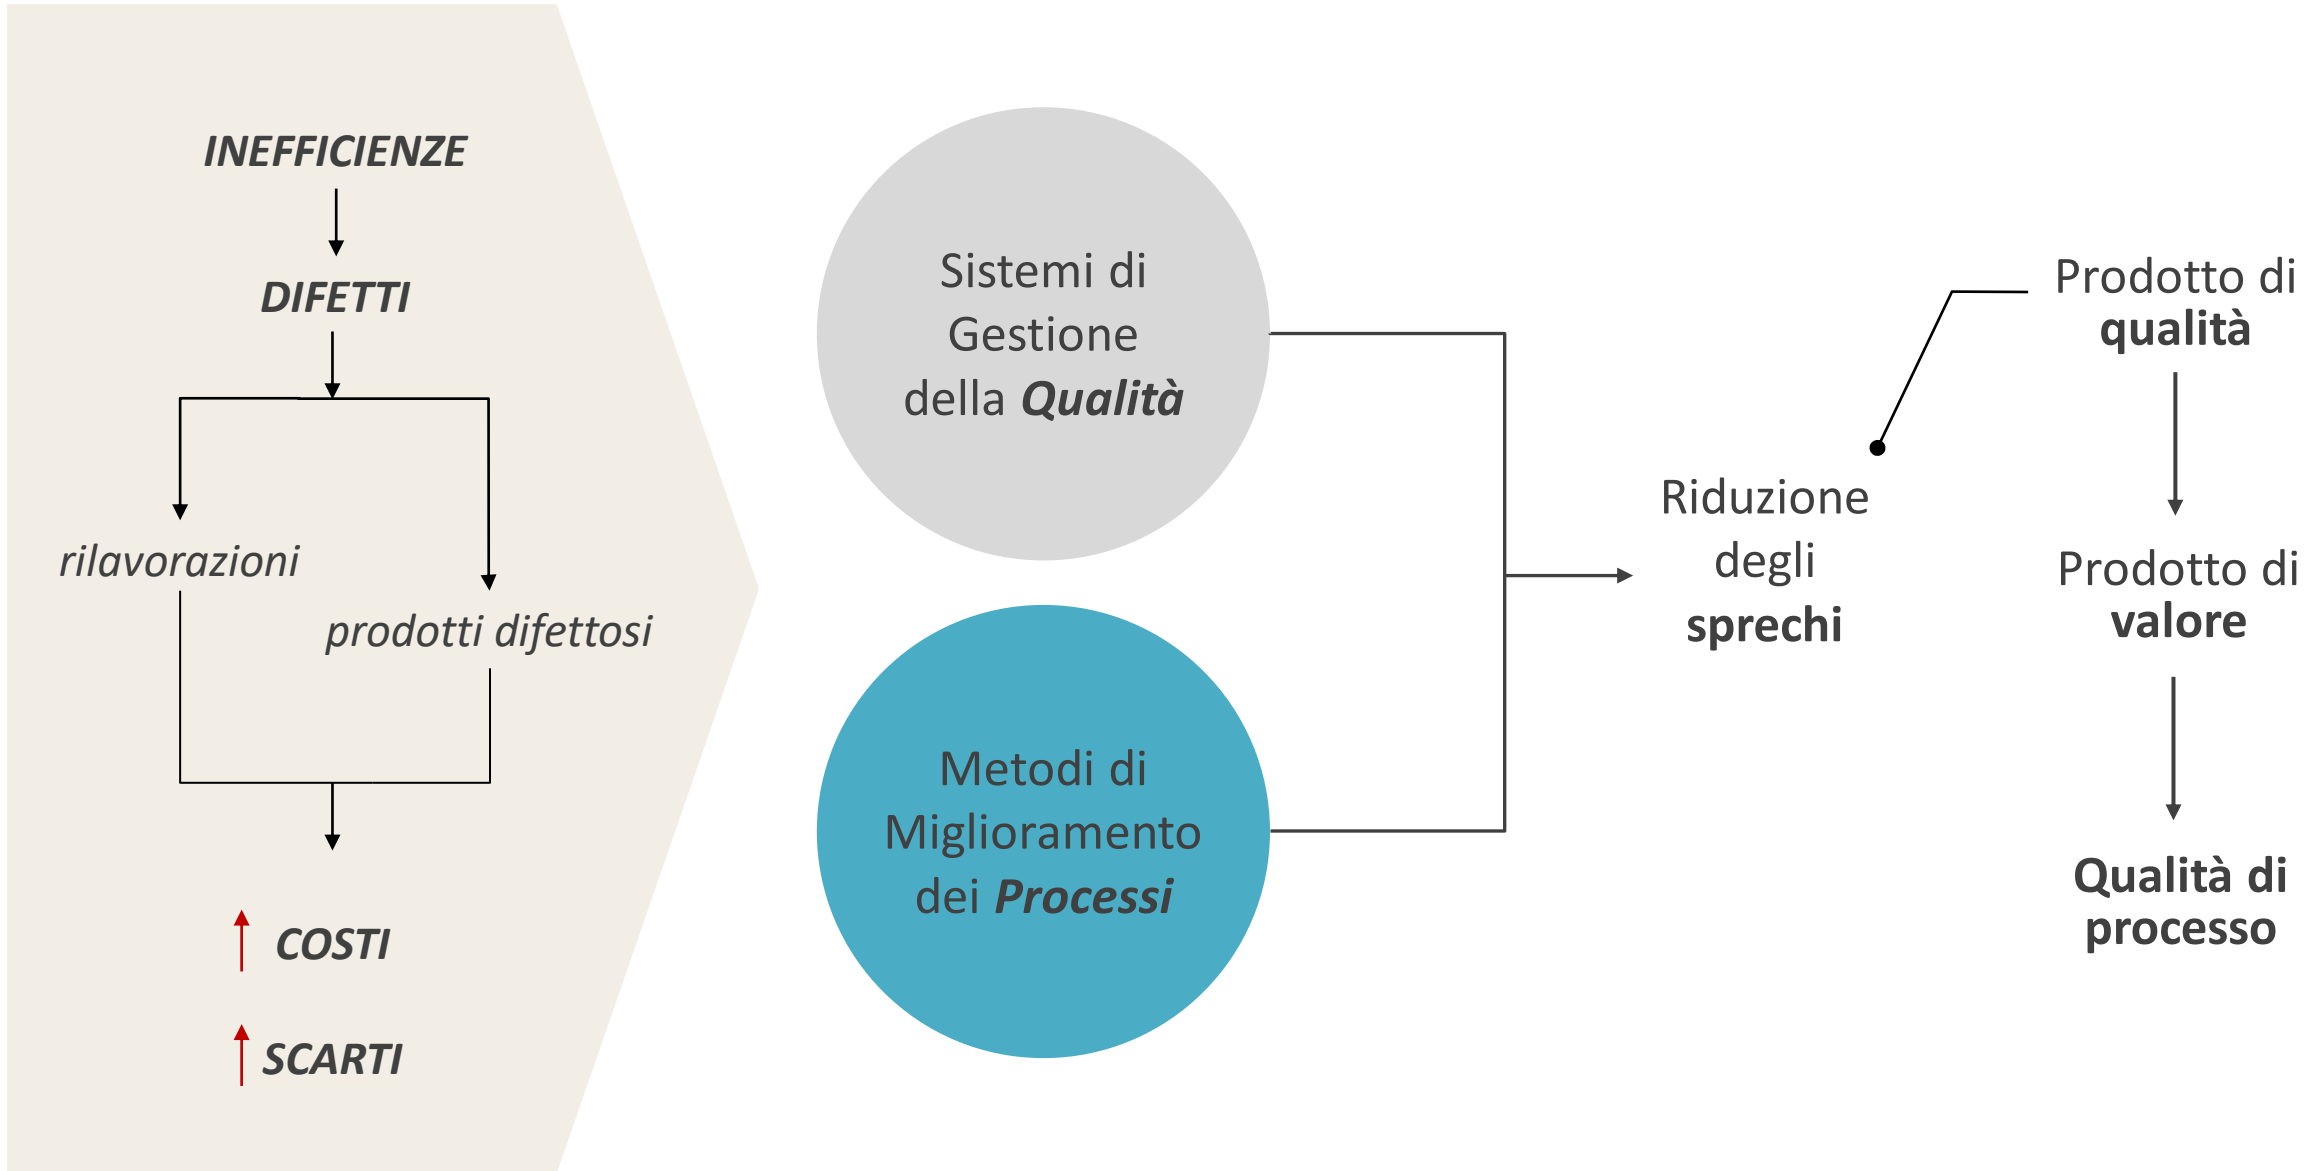 INEFFICIENZE
DIFETTI
rilavorazioni
prodotti difettosi
COSTI
SCARTI
Sistemi di
Gestione
della Qualità
Metodi di
Miglioramento
dei Processi
Riduzione
degli
sprechi
Prodotto di
qualità
Prodotto di
valore
Qualità di
processo